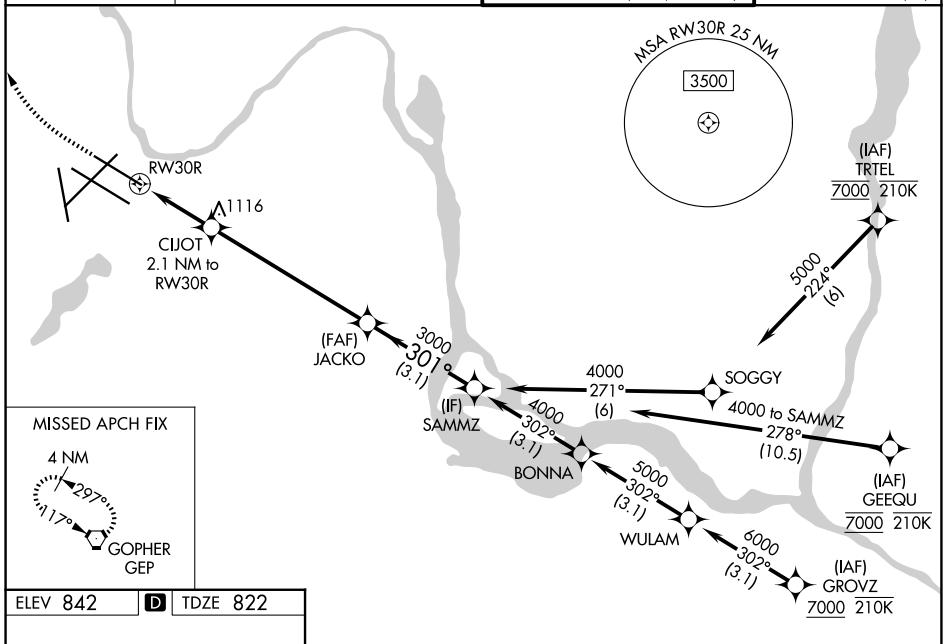 MSA RW30R 25 NM
3500
(IAF)
TRTEL
7000 210K
5000
224°
(6)
RW30R
1116
CIJOT
2.1 NM to
RW30R
(FAF)
JACKO
3000
301°
(3.1)
(IF)
SAMMZ
4000
271°
(6)
SOGGY
4000 to SAMMZ
278°
(10.5)
(IAF)
GEEQU
7000 210K
4000
302°
(3.1)
BONNA
5000
302°
(3.1)
WULAM
6000
302°
(3.1)
(IAF)
GROVZ
7000 210K
MISSED APCH FIX
4 NM
297°
117°
GOPHER
GEP
ELEV 842 D TDZE 822